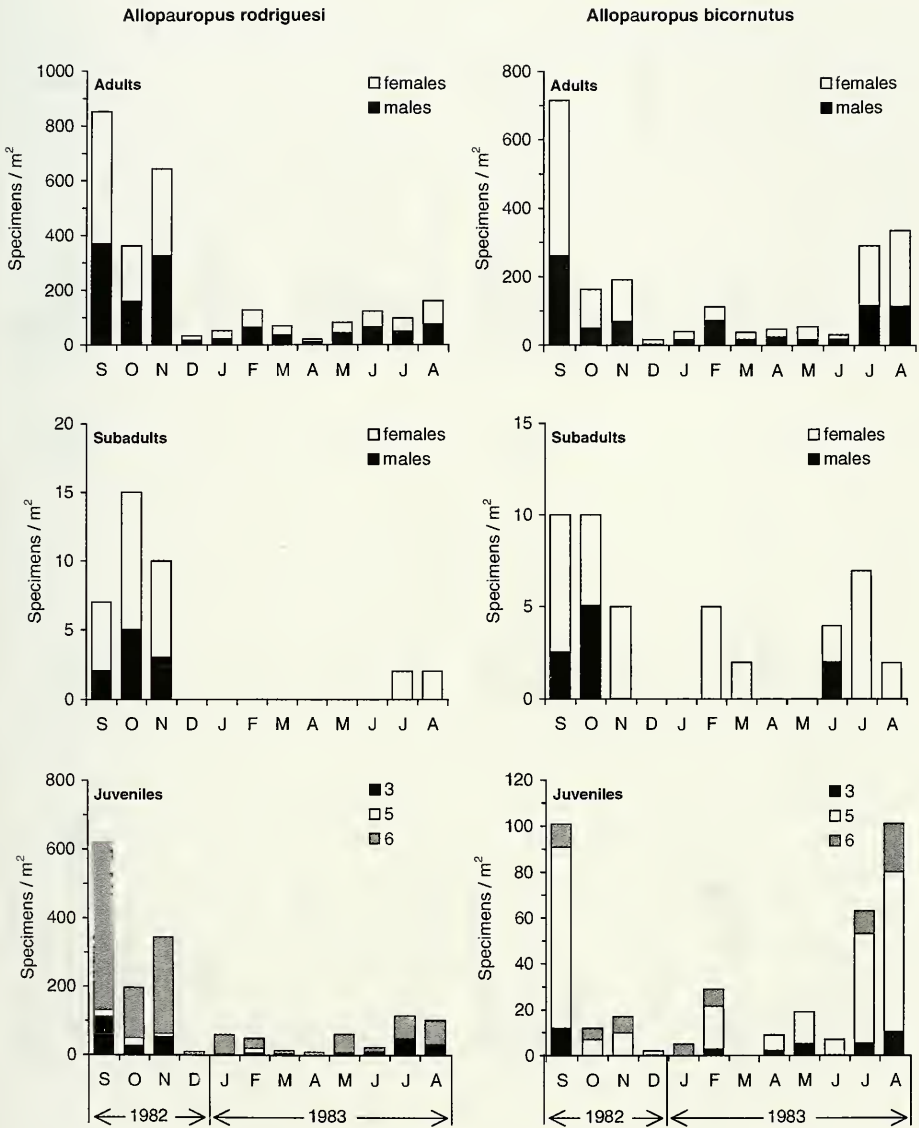 Allopauropus rodriguesi
Allopauropus bicornutus
1000
800
600
400
200
0
Specimens / m²
Adults
females
males
S O N D J F M A M J J A
800
600
400
200
0
Specimens / m²
Adults
females
males
S O N D J F M A M J J A
20
15
10
5
0
Specimens / m²
Subadults
females
males
S O N D J F M A M J J A
15
10
5
0
Specimens / m²
Subadults
females
males
S O N D J F M A M J J A
800
600
400
200
0
Specimens / m²
Juveniles
3
5
6
S O N D J F M A M J J A
1982 1983
120
100
80
60
40
20
0
Specimens / m²
Juveniles
3
5
6
S O N D J F M A M J J A
1982 1983